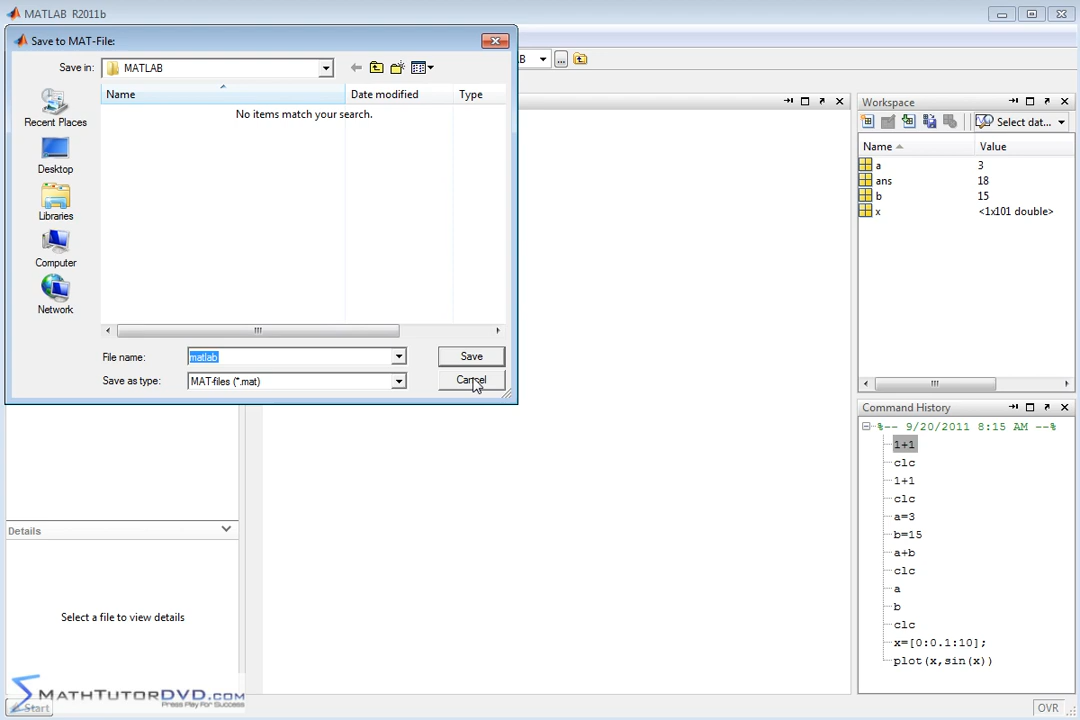 MATLAB R2011b
Save to MAT-File:
Save in: MATLAB
Name Date modified Type
No items match your search.
Recent Places
Desktop
Libraries
Computer
Network
File name: matlab Save
Save as type: MAT-files (*.mat) Cancel
B ...
Workspace
Select dat...
Name Value
a 3
ans 18
b 15
x <1x101 double>
Command History
%-- 9/20/2011 8:15 AM --%
1+1
clc
1+1
clc
a=3
b=15
a+b
clc
a
b
clc
x=[0:0.1:10];
plot(x,sin(x))
Details
Select a file to view details
MathTutorDVD.com
Press Play For Success
Start
OVR